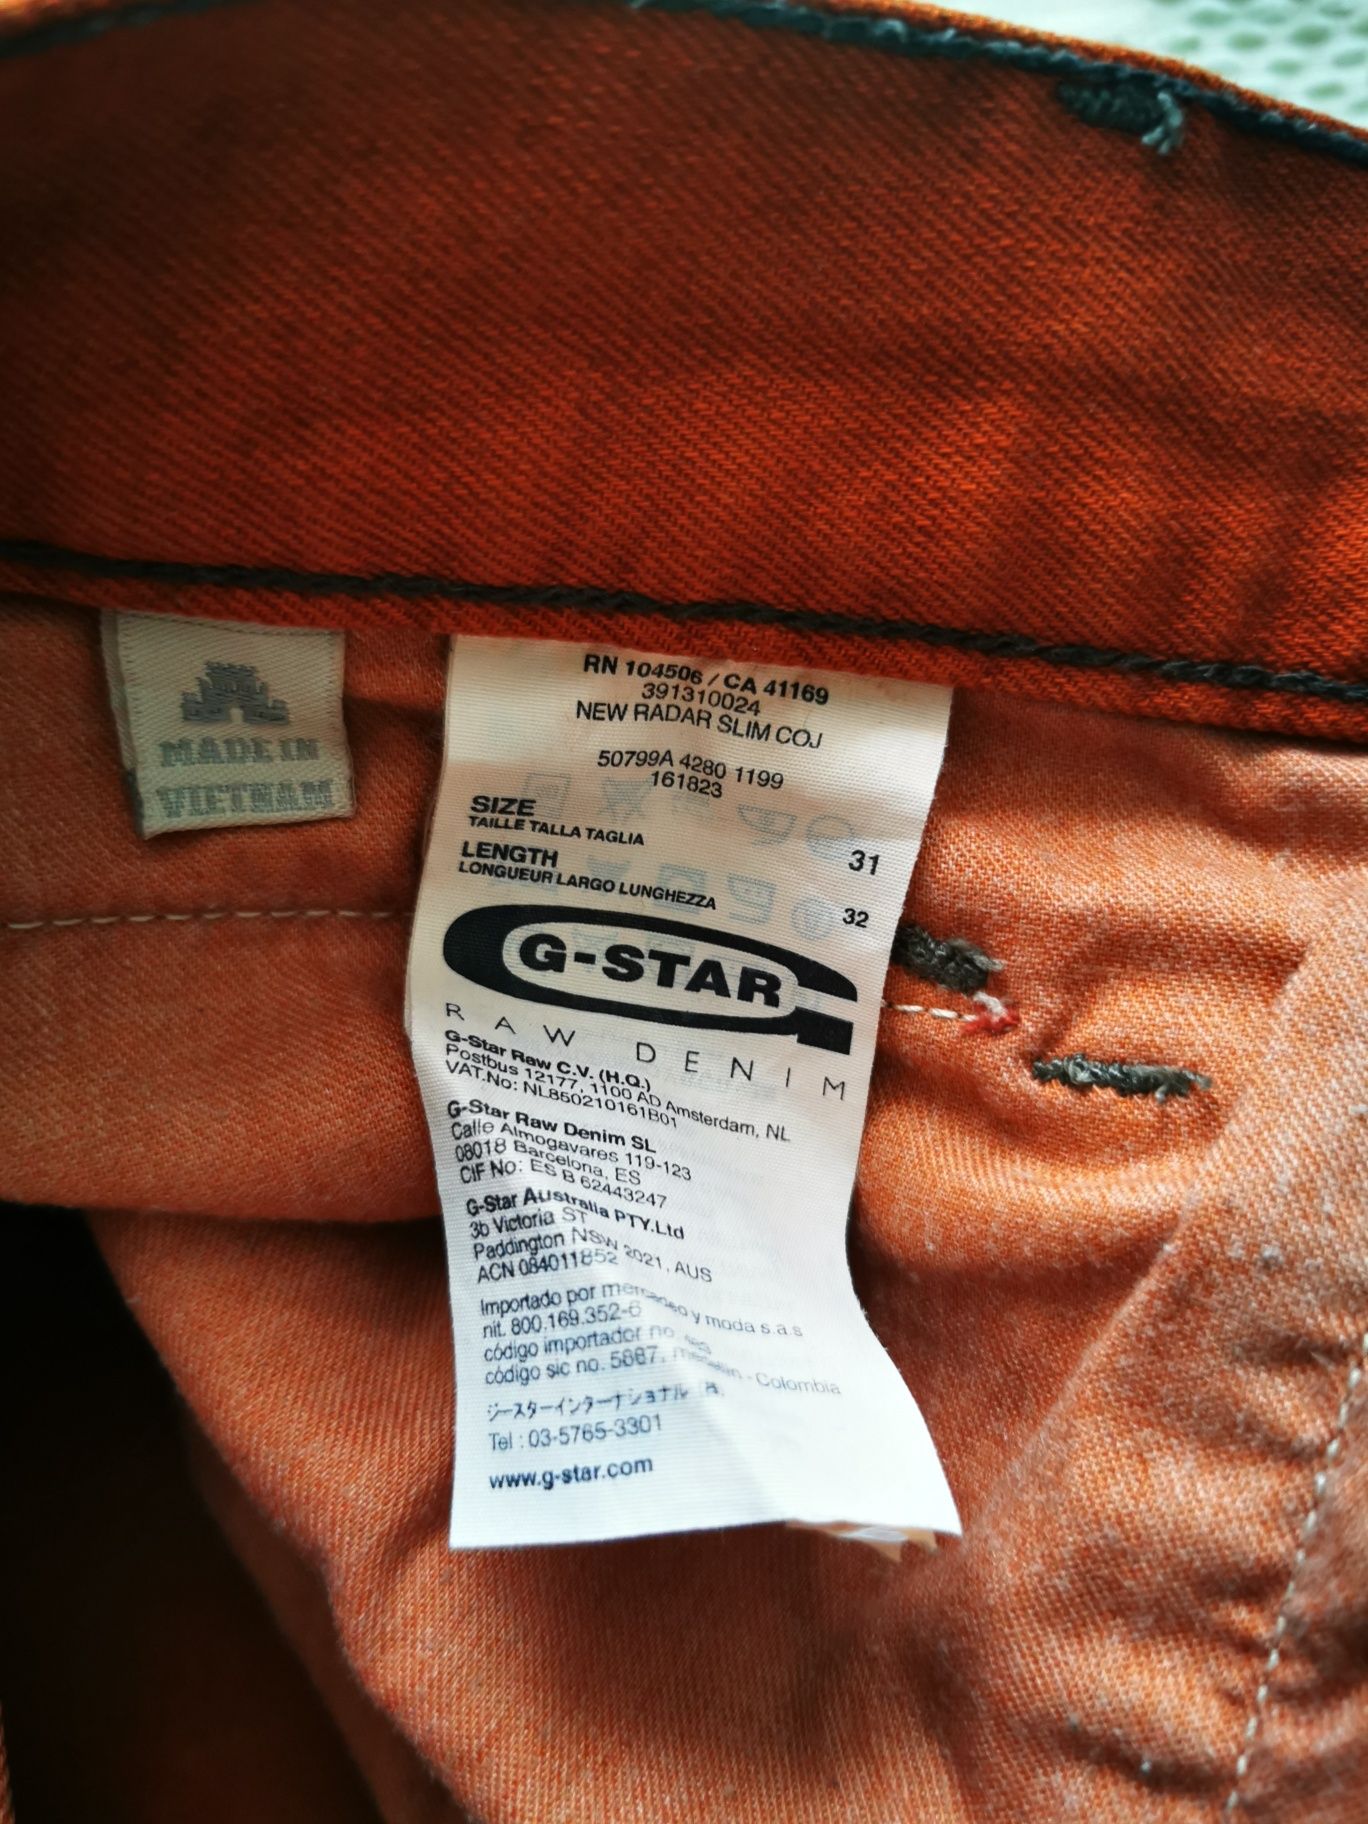 MADE IN
VIETNAM
RN 104506 / CA 41169
391310024
NEW RADAR SLIM COJ
50799A 4280 1199
161823
SIZE
TAILLE TALLA TAGLIA
31
LENGTH
LONGUEUR LARGO LUNGHEZZA
32
G-STAR
RAW DENIM
G-Star Raw C.V. (H.Q.)
Postbus 12177, 1100 AD Amsterdam, NL
VAT.No: NL850210161B01
G-Star Raw Denim SL
Calle Almogavares 119-123
08018 Barcelona, ES
CIF No: ES B 62443247
G-Star Australia PTY.Ltd
3b Victoria ST
Paddington NSW 2021, AUS
ACN 084011852
Importado por mercadeo y moda s.a.s
nit. 800.169.352-6
código importador no.
código sic no. 5887, - Colombia
ジースターインターナショナル
Tel : 03-5765-3301
www.g-star.com